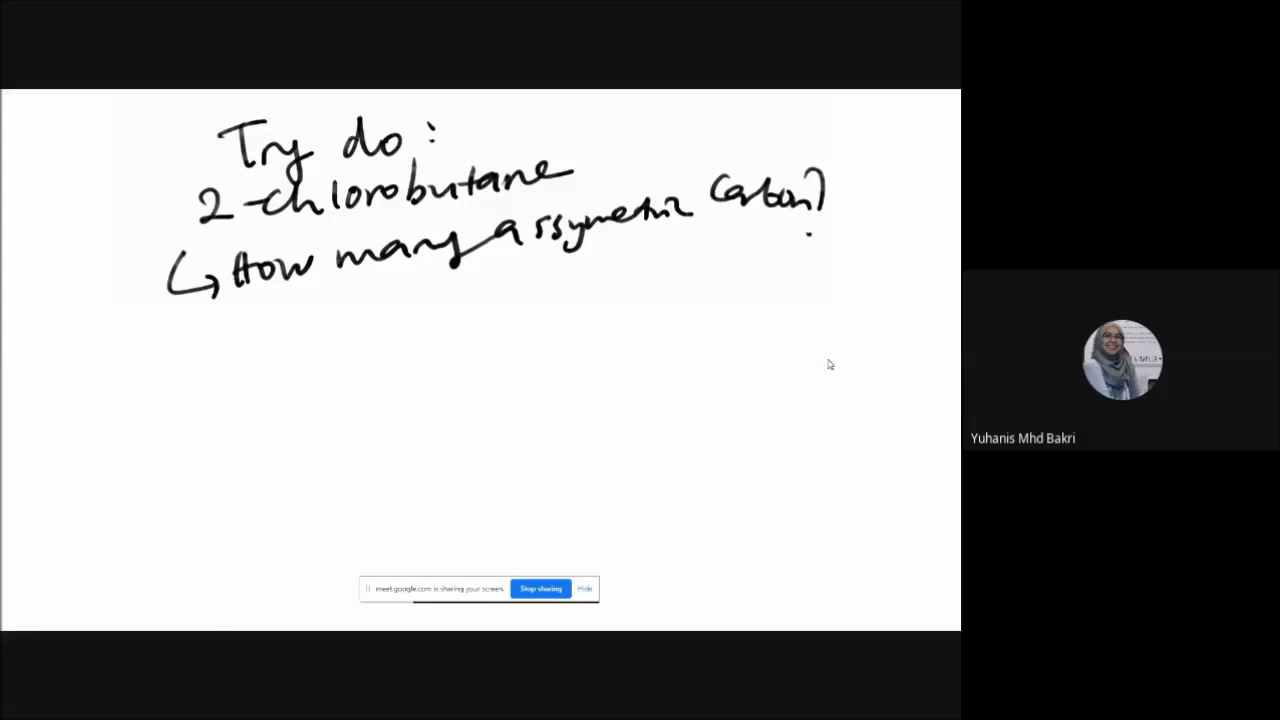 Try do :
2-chlorobutane
↳ How many assymetric Carbon?
Yuhanis Mhd Bakri
meet.google.com is sharing your screen. Stop sharing Hide